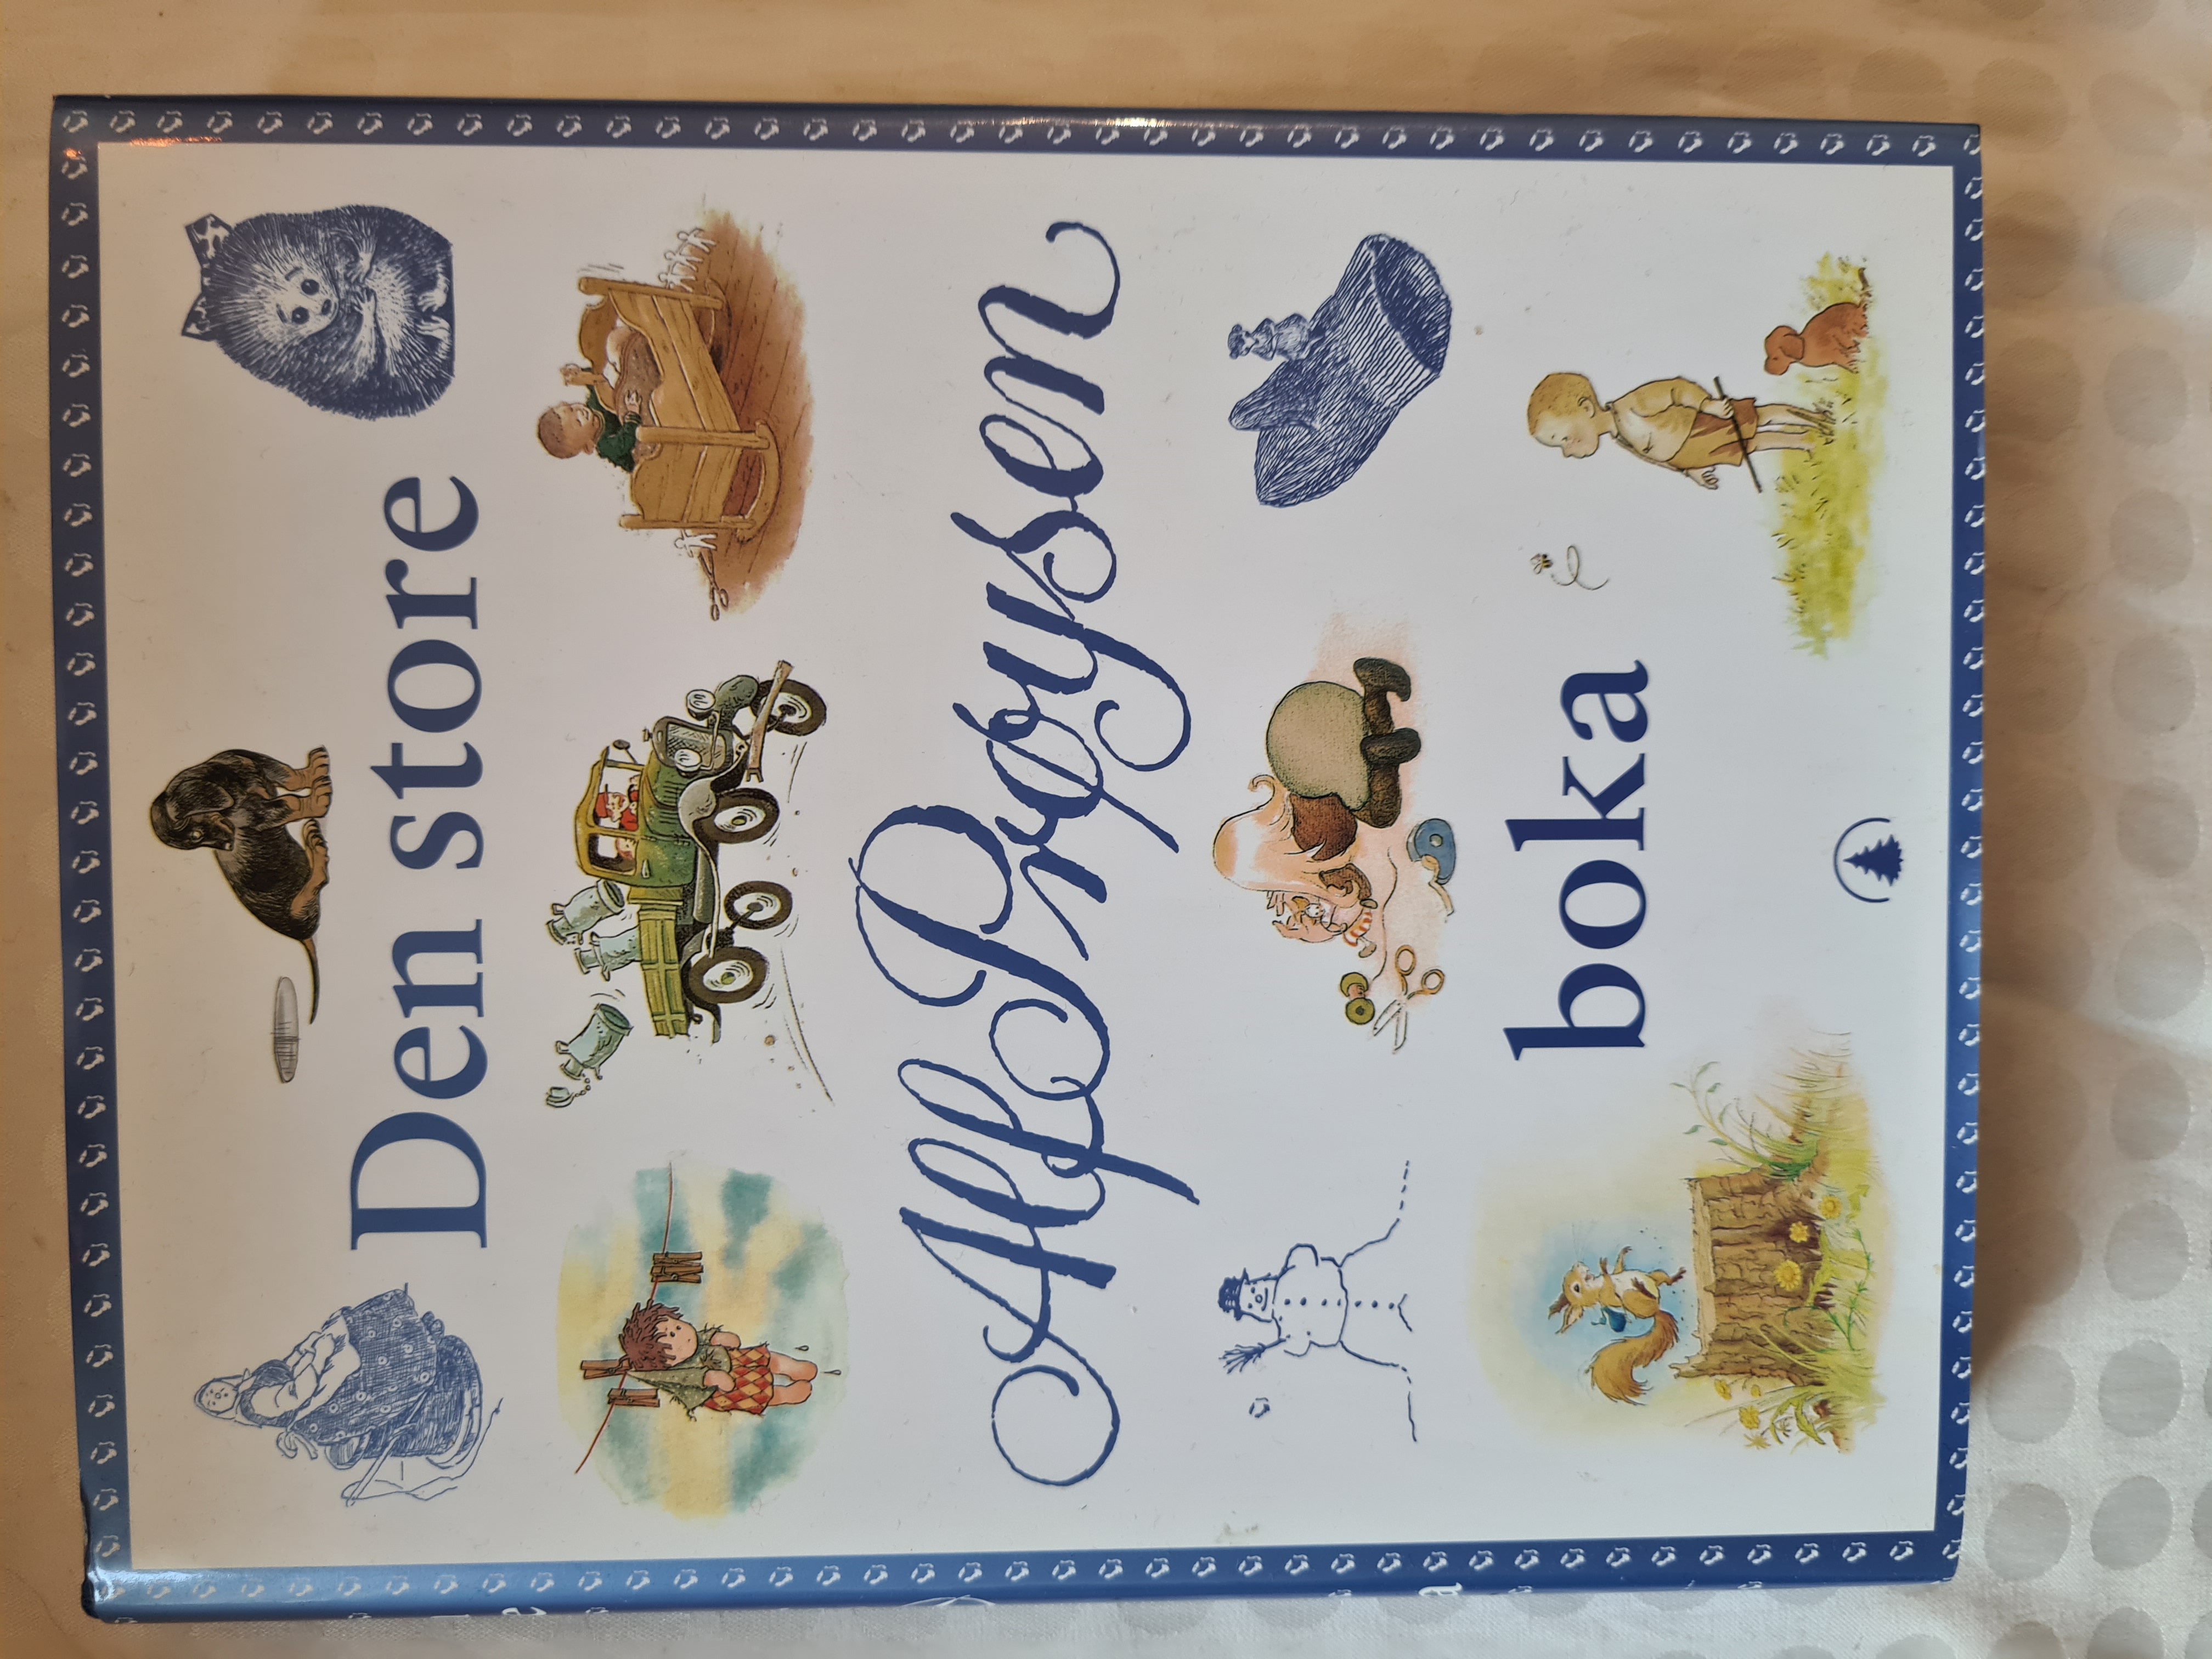 Den store
Alf Prøysen
boka